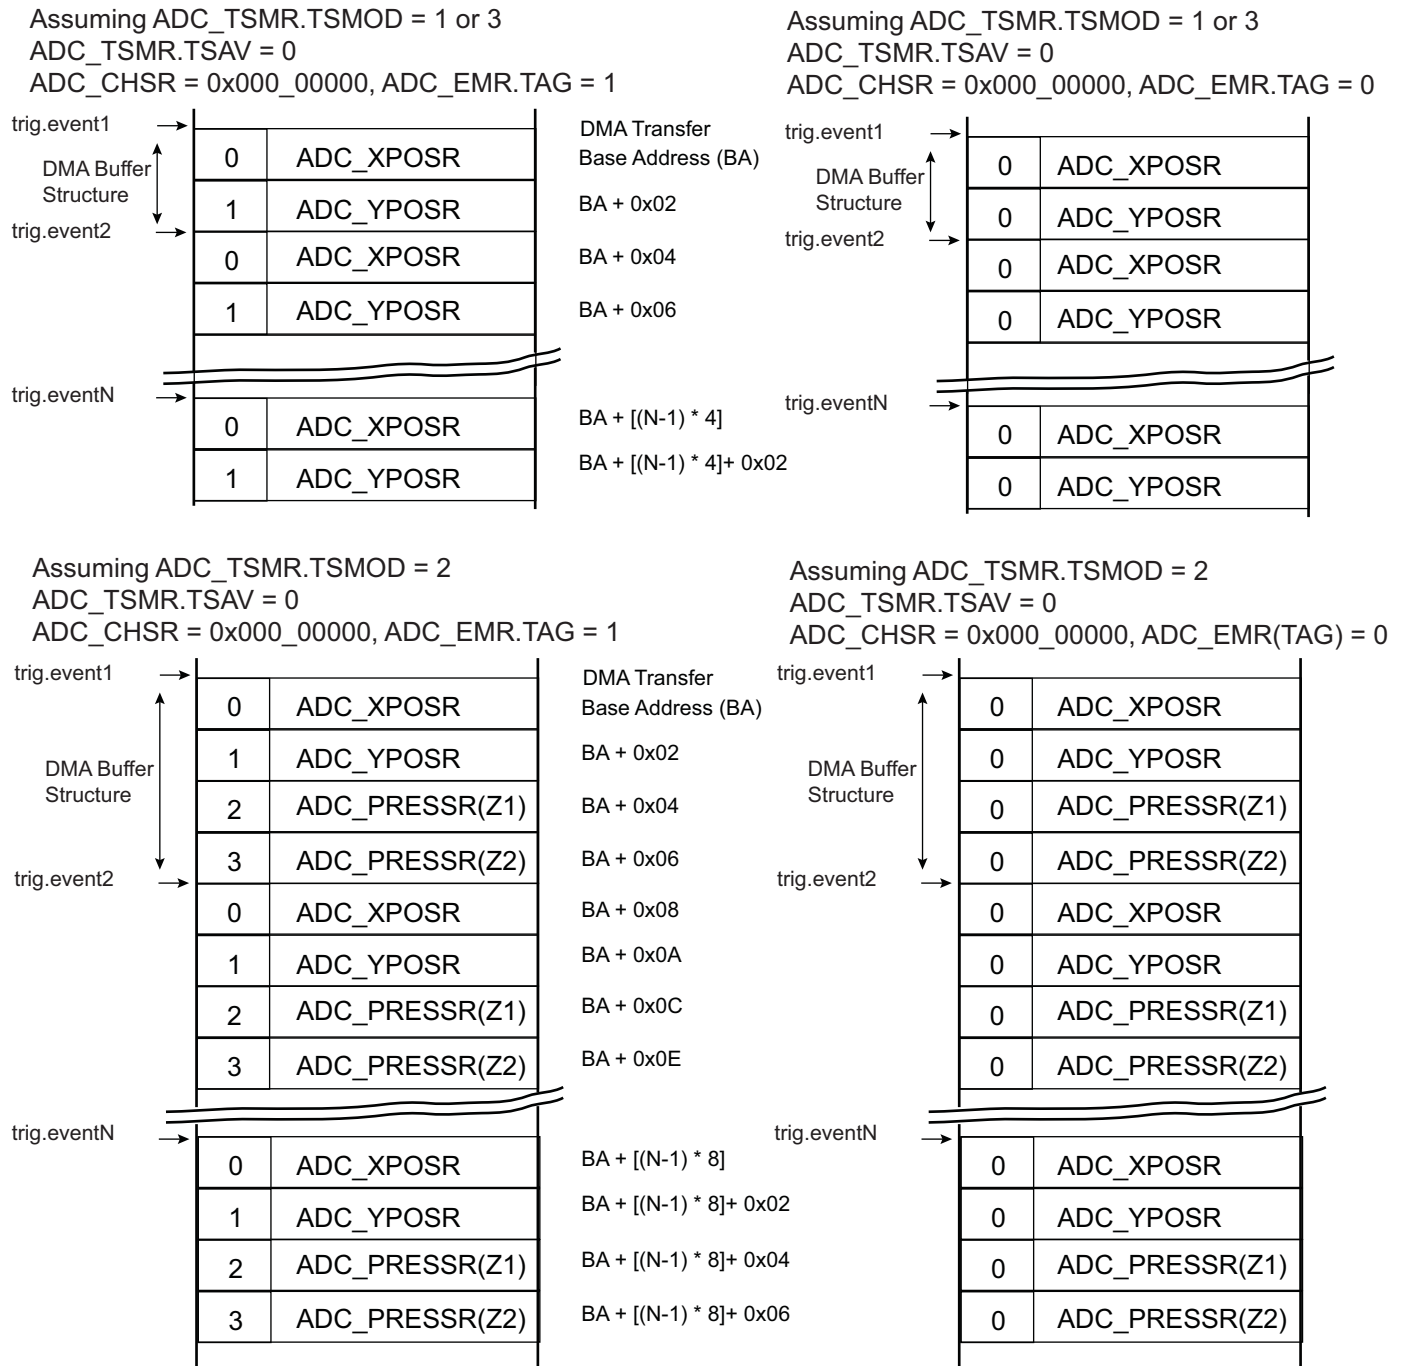 Assuming ADC_TSMR.TSMOD = 1 or 3
ADC_TSMR.TSAV = 0
ADC_CHSR = 0x000_00000, ADC_EMR.TAG = 1
trig.event1
DMA Transfer
0 ADC_XPOSR Base Address (BA)
DMA Buffer
Structure
1 ADC_YPOSR BA + 0x02
trig.event2
0 ADC_XPOSR BA + 0x04
1 ADC_YPOSR BA + 0x06
trig.eventN
0 ADC_XPOSR BA + [(N-1) * 4]
1 ADC_YPOSR BA + [(N-1) * 4]+ 0x02
Assuming ADC_TSMR.TSMOD = 1 or 3
ADC_TSMR.TSAV = 0
ADC_CHSR = 0x000_00000, ADC_EMR.TAG = 0
trig.event1
0 ADC_XPOSR
DMA Buffer
Structure
0 ADC_YPOSR
trig.event2
0 ADC_XPOSR
0 ADC_YPOSR
trig.eventN
0 ADC_XPOSR
0 ADC_YPOSR
Assuming ADC_TSMR.TSMOD = 2
ADC_TSMR.TSAV = 0
ADC_CHSR = 0x000_00000, ADC_EMR.TAG = 1
trig.event1
DMA Transfer
0 ADC_XPOSR Base Address (BA)
1 ADC_YPOSR BA + 0x02
DMA Buffer
Structure
2 ADC_PRESSR(Z1) BA + 0x04
3 ADC_PRESSR(Z2) BA + 0x06
trig.event2
0 ADC_XPOSR BA + 0x08
1 ADC_YPOSR BA + 0x0A
2 ADC_PRESSR(Z1) BA + 0x0C
3 ADC_PRESSR(Z2) BA + 0x0E
trig.eventN
0 ADC_XPOSR BA + [(N-1) * 8]
1 ADC_YPOSR BA + [(N-1) * 8]+ 0x02
2 ADC_PRESSR(Z1) BA + [(N-1) * 8]+ 0x04
3 ADC_PRESSR(Z2) BA + [(N-1) * 8]+ 0x06
Assuming ADC_TSMR.TSMOD = 2
ADC_TSMR.TSAV = 0
ADC_CHSR = 0x000_00000, ADC_EMR(TAG) = 0
trig.event1
0 ADC_XPOSR
0 ADC_YPOSR
DMA Buffer
Structure
0 ADC_PRESSR(Z1)
0 ADC_PRESSR(Z2)
trig.event2
0 ADC_XPOSR
0 ADC_YPOSR
0 ADC_PRESSR(Z1)
0 ADC_PRESSR(Z2)
trig.eventN
0 ADC_XPOSR
0 ADC_YPOSR
0 ADC_PRESSR(Z1)
0 ADC_PRESSR(Z2)